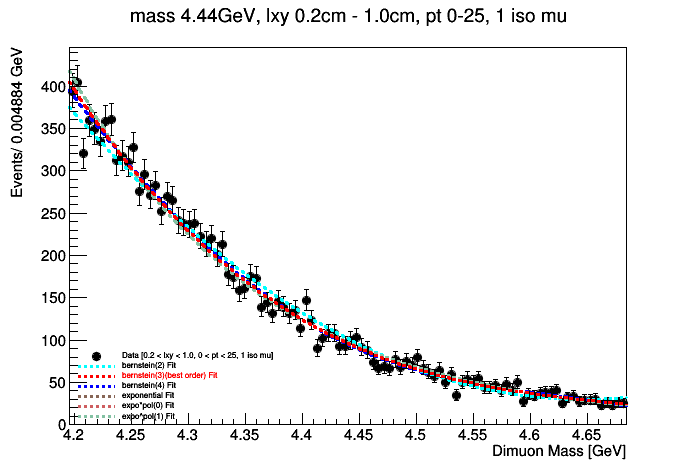 mass 4.44GeV, lxy 0.2cm - 1.0cm, pt 0-25, 1 iso mu
Events/ 0.004884 GeV
400
350
300
250
200
150
100
50
0
Data [0.2 < lxy < 1.0, 0 < pt < 25, 1 iso mu]
bernstein(2) Fit
bernstein(3)(best order) Fit
bernstein(4) Fit
exponential Fit
expo*pol(0) Fit
expo*pol(1) Fit
4.2 4.25 4.3 4.35 4.4 4.45 4.5 4.55 4.6 4.65
Dimuon Mass [GeV]